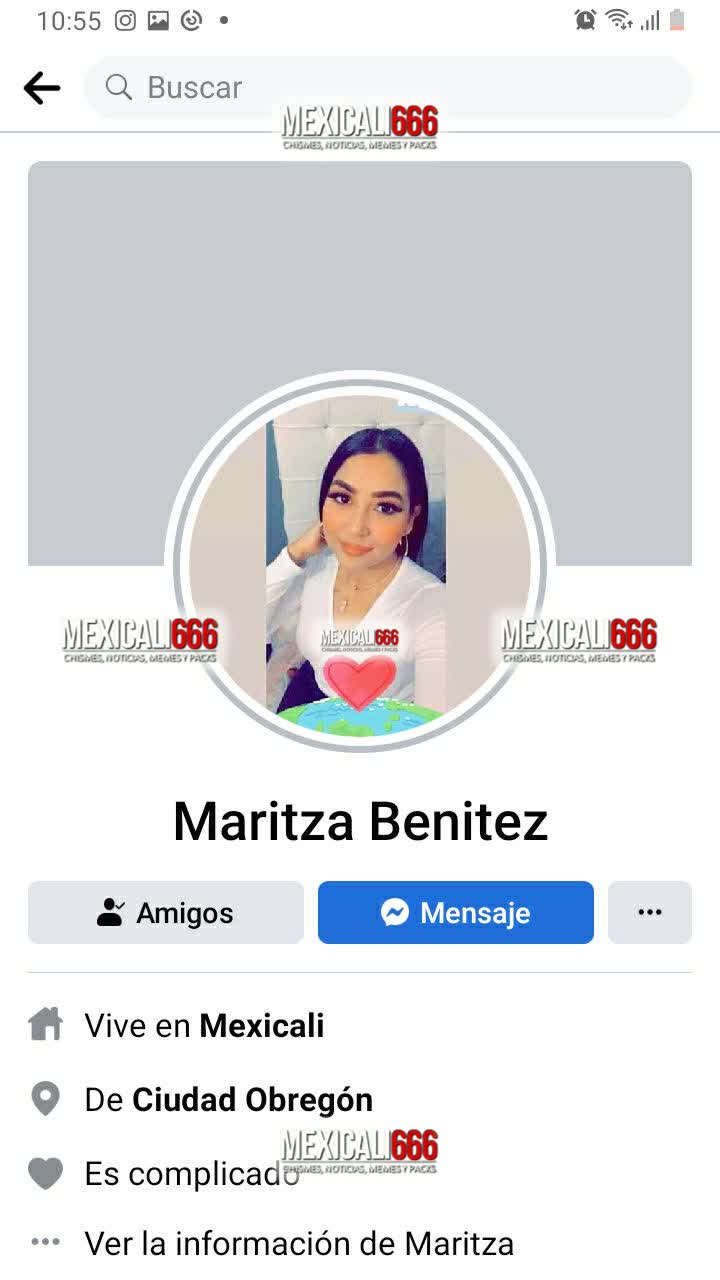 10:55
Buscar
MEXICALI666
CHISMES, NOTICIAS, MEMES Y PACKS
MEXICALI666
CHISMES, NOTICIAS, MEMES Y PACKS
MEXICALI666
CHISMES, NOTICIAS, MEMES Y PACKS
MEXICALI666
CHISMES, NOTICIAS, MEMES Y PACKS
Maritza Benitez
Amigos
Mensaje
Vive en Mexicali
De Ciudad Obregón
MEXICALI666
CHISMES, NOTICIAS, MEMES Y PACKS
Es complicado
Ver la información de Maritza